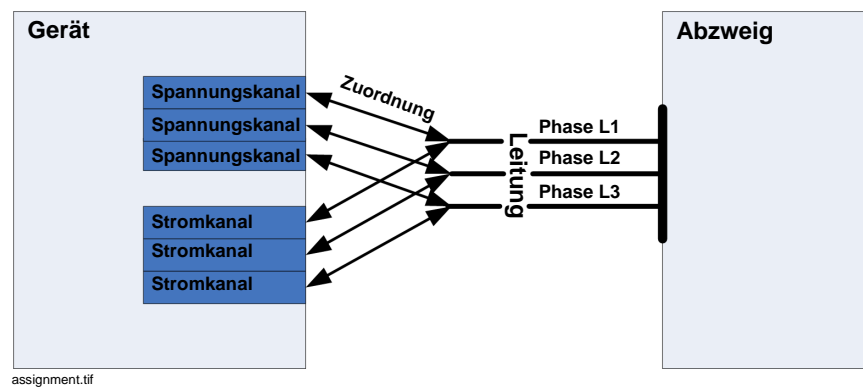 Gerät
Abzweig
Spannungskanal
Spannungskanal
Spannungskanal
Zuordnung
Leitung
Phase L1
Phase L2
Phase L3
Stromkanal
Stromkanal
Stromkanal
assignment.tif